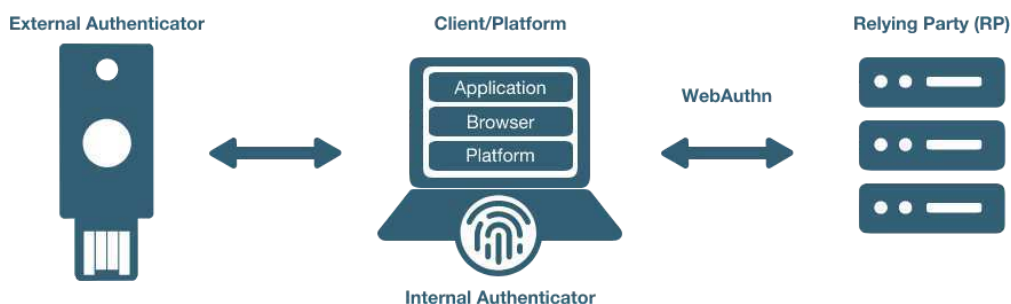 External Authenticator
Client/Platform
Relying Party (RP)
Application
Browser
Platform
WebAuthn
Internal Authenticator